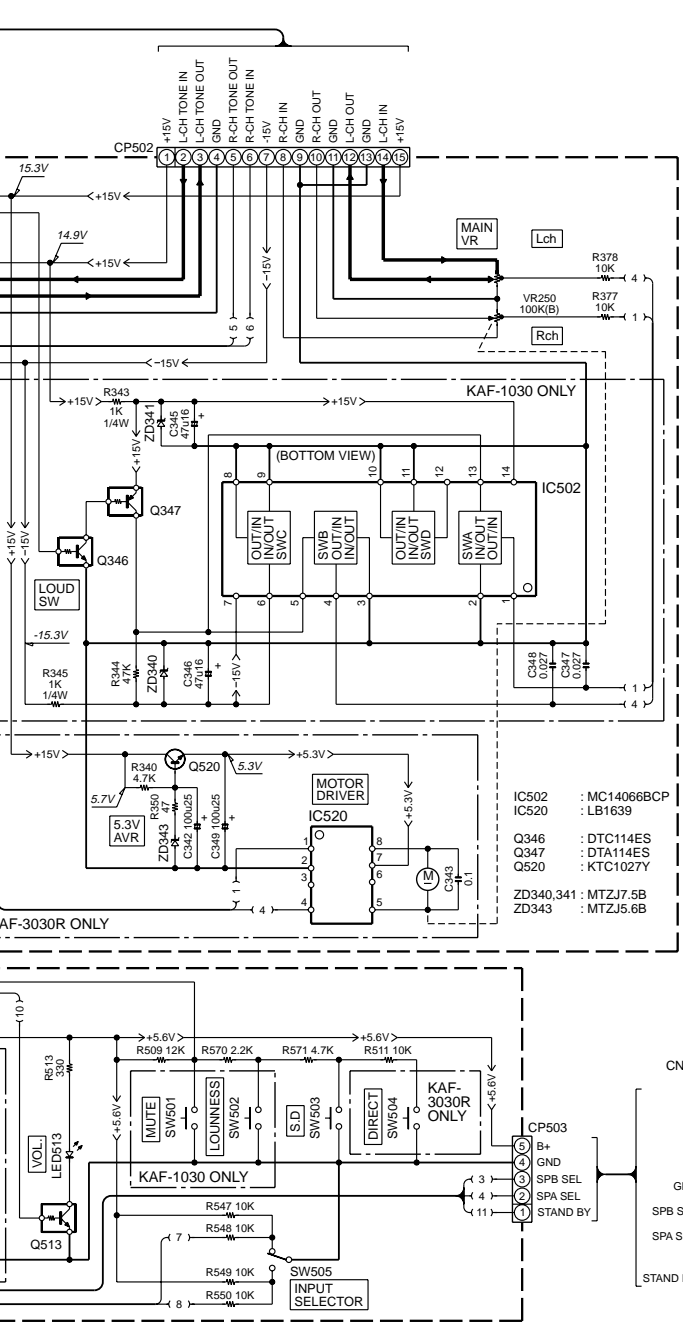 +15V
L-CH TONE IN
L-CH TONE OUT
GND
R-CH TONE OUT
R-CH TONE IN
-15V
R-CH IN
GND
R-CH OUT
GND
L-CH OUT
GND
L-CH IN
+15V
CP502
1 2 3 4 5 6 7 8 9 10 11 12 13 14 15
15.3V
+15V
14.9V
+15V
-15V
5
6
MAIN
VR
Lch
R378
10K
4
VR250
100K(B)
R377
10K
1
Rch
-15V
KAF-1030 ONLY
+15V
R343
1K
1/4W
+15V
ZD341
C345
47u16
+
+15V
(BOTTOM VIEW)
8 9 10 11 12 13 14
IC502
Q347
OUT/IN
IN/OUT
SWC
SWB
OUT/IN
IN/OUT
OUT/IN
IN/OUT
SWD
SWA
IN/OUT
OUT/IN
+15V
-15V
Q346
LOUD
SW
7 6 5 4 3 2 1
-15.3V
R345
1K
1/4W
R344
47K
ZD340
C346
47u16
+
-15V
C348
0.027
C347
0.027
1
4
+15V
Q520
5.3V
+5.3V
R340
4.7K
5.7V
R350
47
5.3V
AVR
ZD343
C342 100u25
+
C349 100u25
+
MOTOR
DRIVER
IC520
+5.3V
1
2
3
4
8
7
6
5
M
C343
0.1
1
4
IC502 : MC14066BCP
IC520 : LB1639
Q346 : DTC114ES
Q347 : DTA114ES
Q520 : KTC1027Y
ZD340,341 : MTZJ7.5B
ZD343 : MTZJ5.6B
AF-3030R ONLY
10
+5.6V
+5.6V
R509 12K
R570 2.2K
R571 4.7K
R511 10K
R513
330
+5.6V
+5.6V
MUTE
SW501
LOUNNESS
SW502
S.D
SW503
DIRECT
SW504
KAF-
3030R
ONLY
VOL.
LED513
KAF-1030 ONLY
CP503
5 B+
4 GND
3 3 SPB SEL
4 2 SPA SEL
11 1 STAND BY
Q513
R547 10K
R548 10K
7
R549 10K
R550 10K
8
SW505
INPUT
SELECTOR
CN
G
SPB S
SPA S
STAND